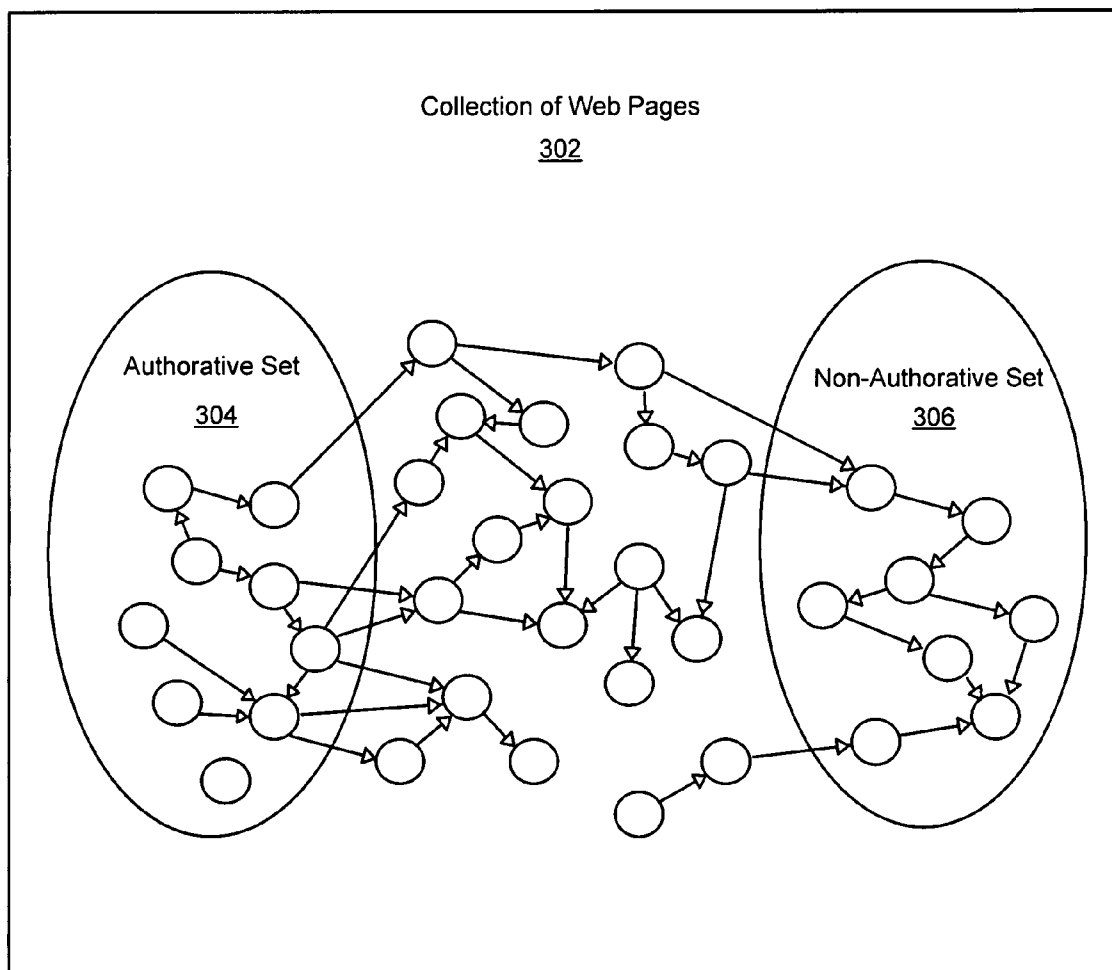 Collection of Web Pages
302
Authorative Set
304
Non-Authorative Set
306